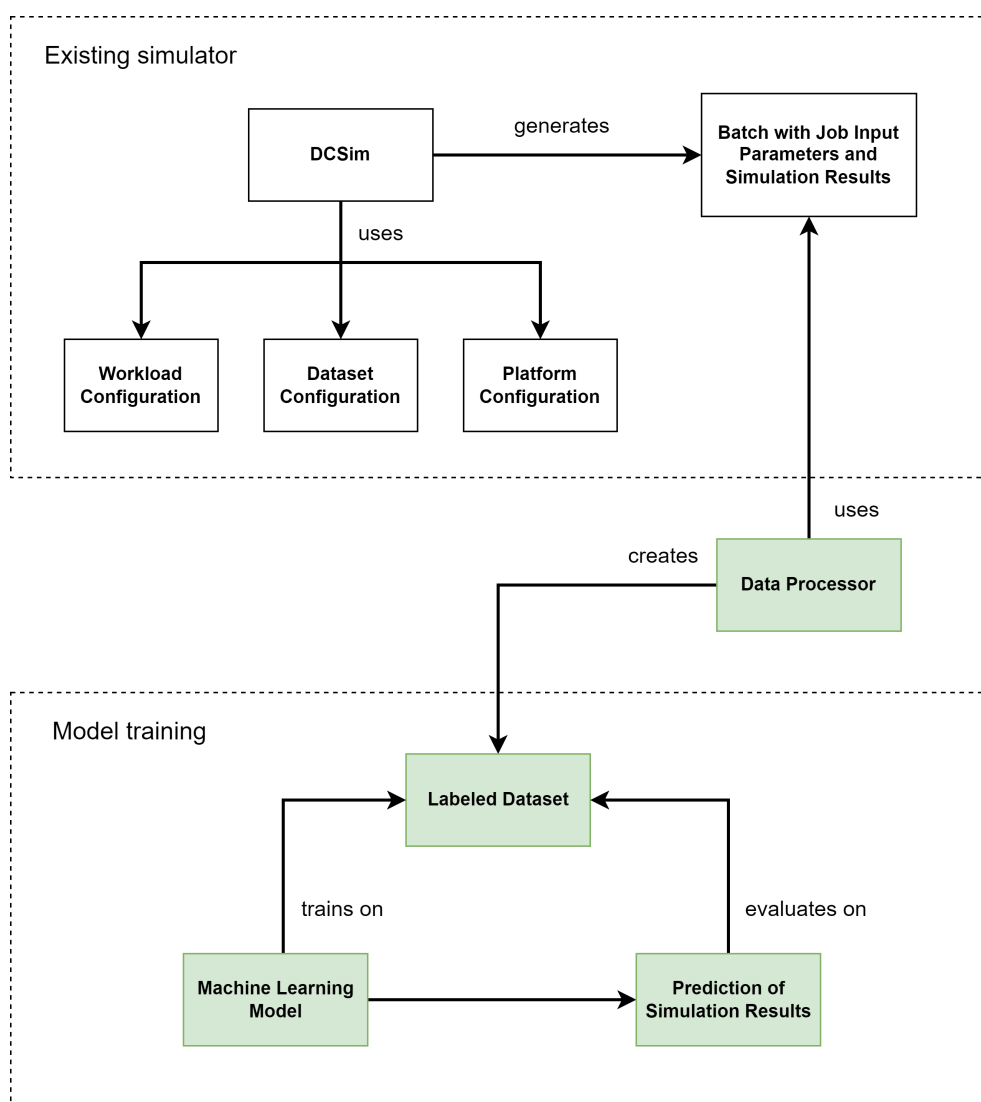 Existing simulator
DCSim
generates
Batch with Job Input
Parameters and
Simulation Results
uses
Workload
Configuration
Dataset
Configuration
Platform
Configuration
uses
creates
Data Processor
Model training
Labeled Dataset
trains on
evaluates on
Machine Learning
Model
Prediction of
Simulation Results